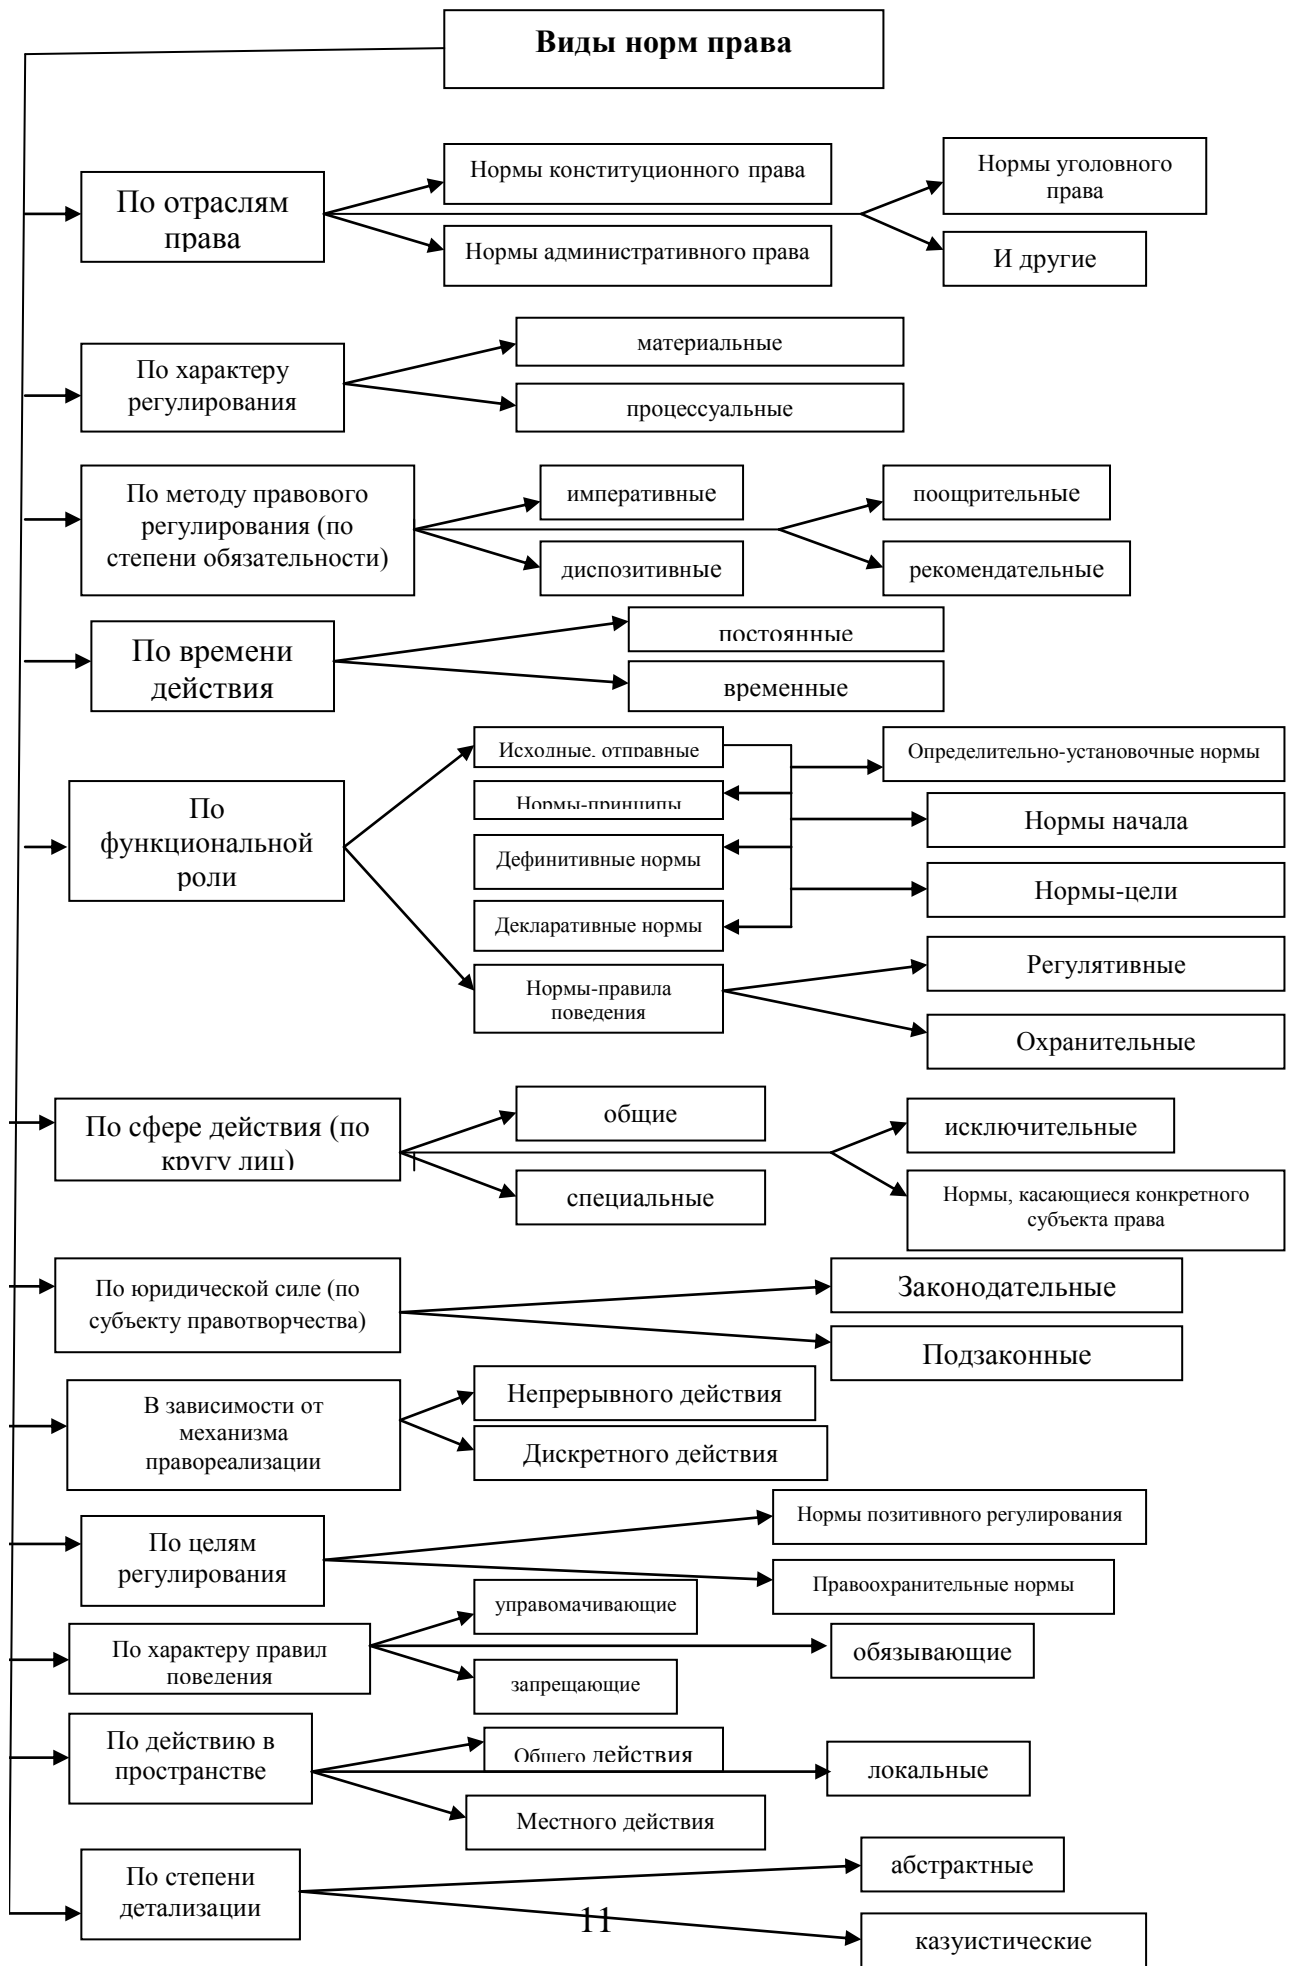 Виды норм права
По отраслям
права
Нормы конституционного права
Нормы административного права
Нормы уголовного
права
И другие
По характеру
регулирования
материальные
процессуальные
По методу правового
регулирования (по
степени обязательности)
императивные
диспозитивные
поощрительные
рекомендательные
По времени
действия
постоянные
временные
По
функциональной
роли
Исходные, отправные
Нормы-принципы
Дефинитивные нормы
Декларативные нормы
Нормы-правила
поведения
Определительно-установочные нормы
Нормы начала
Нормы-цели
Регулятивные
Охранительные
По сфере действия (по
кругу лиц)
общие
специальные
исключительные
Нормы, касающиеся конкретного
субъекта права
По юридической силе (по
субъекту правотворчества)
Законодательные
Подзаконные
В зависимости от
механизма
правореализации
Непрерывного действия
Дискретного действия
По целям
регулирования
Нормы позитивного регулирования
Правоохранительные нормы
По характеру правил
поведения
управомачивающие
запрещающие
обязывающие
По действию в
пространстве
Общего действия
Местного действия
локальные
По степени
детализации
абстрактные
казуистические
11